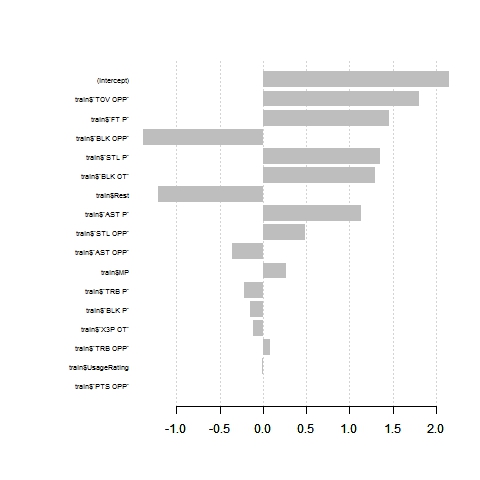 (Intercept)
train$`TOV OPP`
train$`FT P`
train$`BLK OPP`
train$`STL P`
train$`BLK OT`
train$Rest
train$`AST P`
train$`STL OPP`
train$`AST OPP`
train$MP
train$`TRB P`
train$`BLK P`
train$`X3P OT`
train$`TRB OPP`
train$UsageRating
train$`PTS OPP`
-1.0 -0.5 0.0 0.5 1.0 1.5 2.0